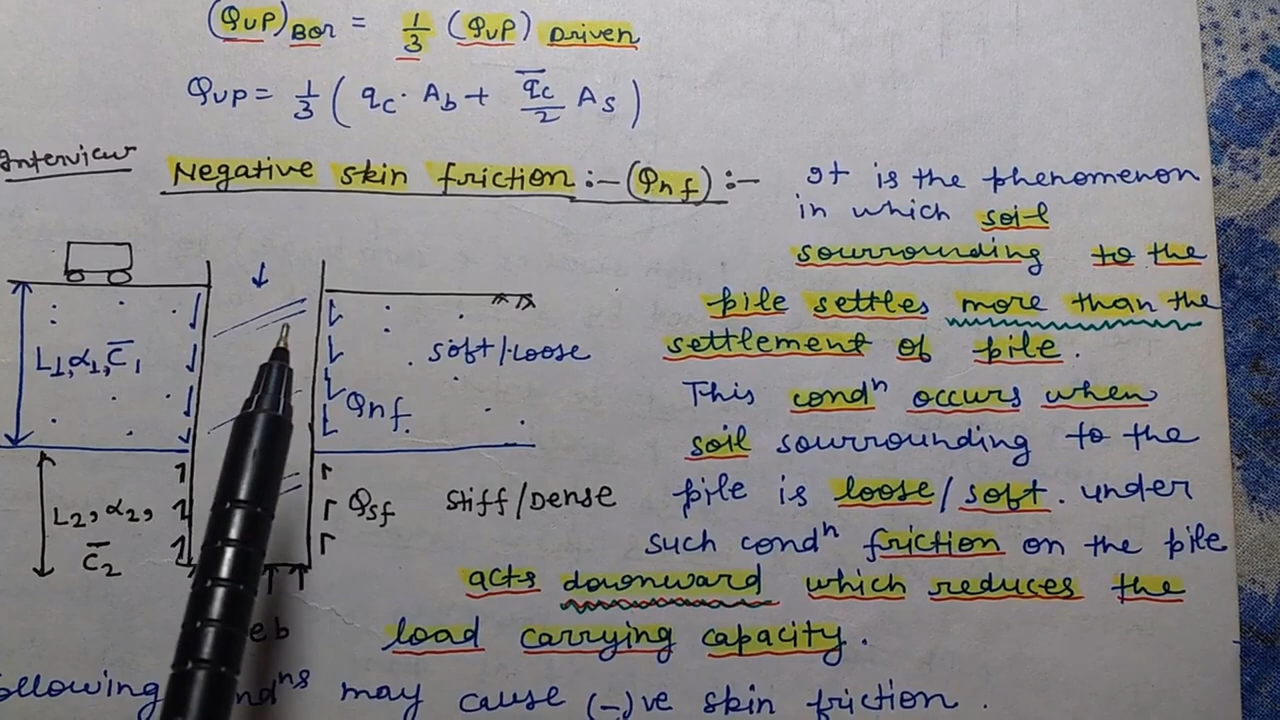 (Qup)Bor = 1/3 (Qup) Driven
Qup = 1/3 ( qc · Ab + q̅c/2 As )
Interview
Negative skin friction :- (Qnf) :- It is the phenomenon
in which soil
sourrounding to the
pile settles more than the
settlement of pile.
This condⁿ occurs when
soil sourrounding to the
pile is loose/soft. under
such condⁿ friction on the pile
acts downward which reduces the
load carrying capacity.
L1, α1, C̅1
soft/loose
Qnf
L2, α2,
C̅2
Qsf
stiff/Dense
eb
ollowing ndⁿs may cause (-)ve skin friction.